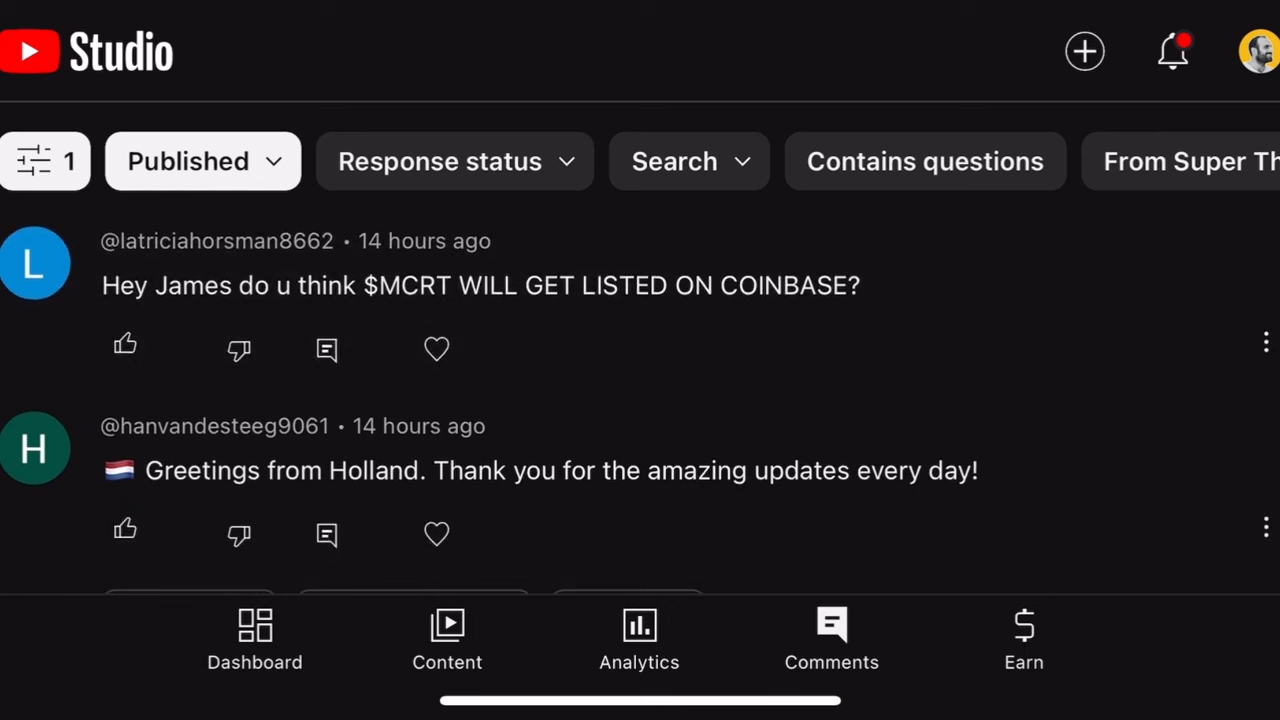 Studio
1
Published
Response status
Search
Contains questions
From Super Th
L
@latriciahorsman8662 • 14 hours ago
Hey James do u think $MCRT WILL GET LISTED ON COINBASE?
H
@hanvandesteeg9061 • 14 hours ago
🇳🇱 Greetings from Holland. Thank you for the amazing updates every day!
Dashboard
Content
Analytics
Comments
Earn